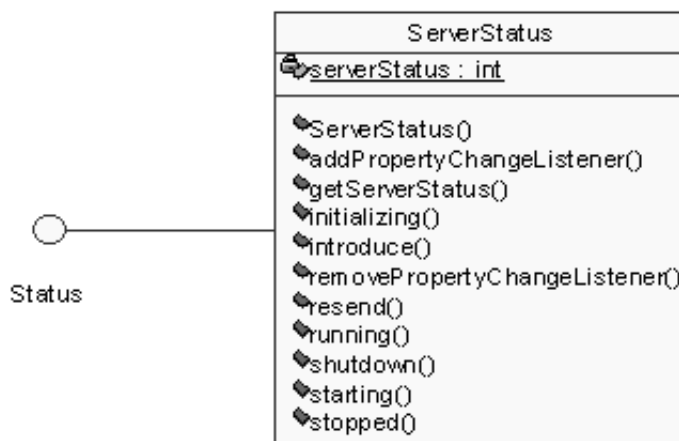 ServerStatus
serverStatus : int
ServerStatus()
addPropertyChangeListener()
getServerStatus()
initializing()
introduce()
removePropertyChangeListener()
resend()
running()
shutdown()
starting()
stopped()
Status